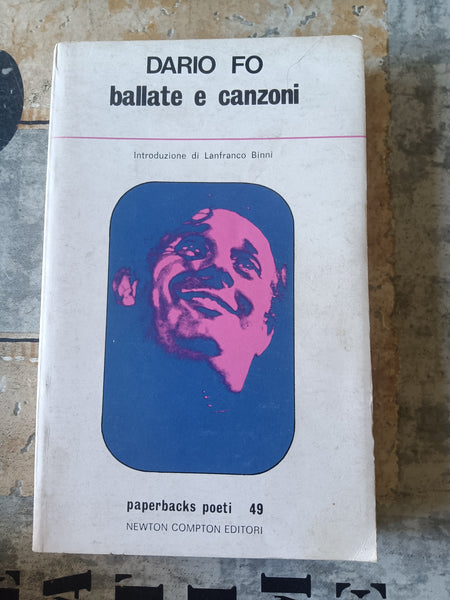 DARIO FO
ballate e canzoni
Introduzione di Lanfranco Binni
paperbacks poeti 49
NEWTON COMPTON EDITORI